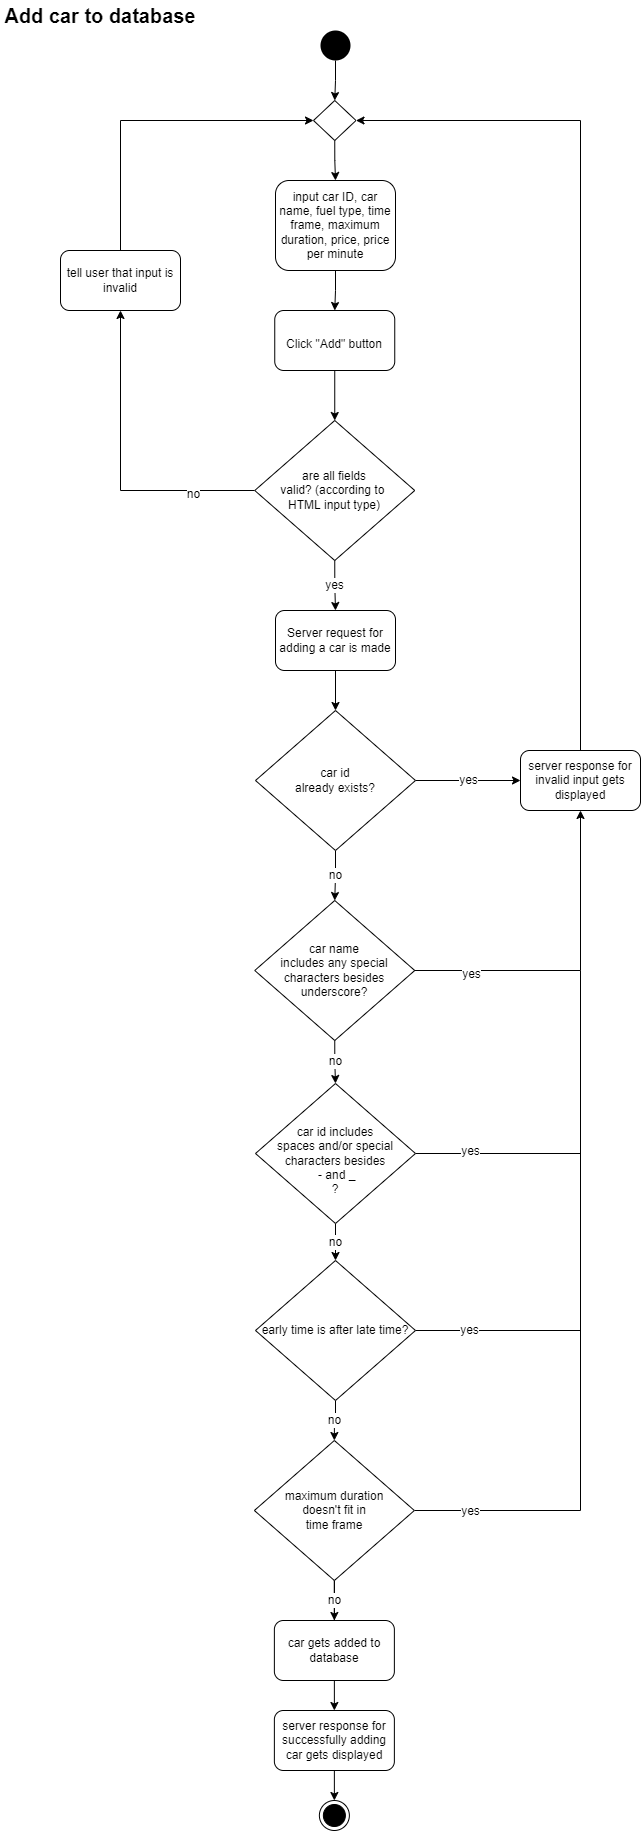 Add car to database
input car ID, car
name, fuel type, time
frame, maximum
duration, price, price
per minute
tell user that input is
invalid
Click "Add" button
are all fields
valid? (according to
HTML input type)
no
yes
Server request for
adding a car is made
car id
already exists?
yes
server response for
invalid input gets
displayed
no
car name
includes any special
characters besides
underscore?
yes
no
car id includes
spaces and/or special
characters besides
- and _
?
yes
no
early time is after late time?
yes
no
maximum duration
doesn't fit in
time frame
yes
no
car gets added to
database
server response for
successfully adding
car gets displayed